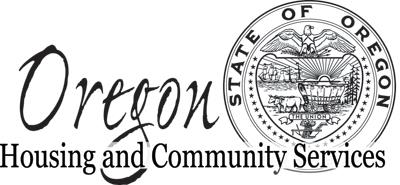 Oregon
STATE OF OREGON
THE UNION
Housing and Community Services